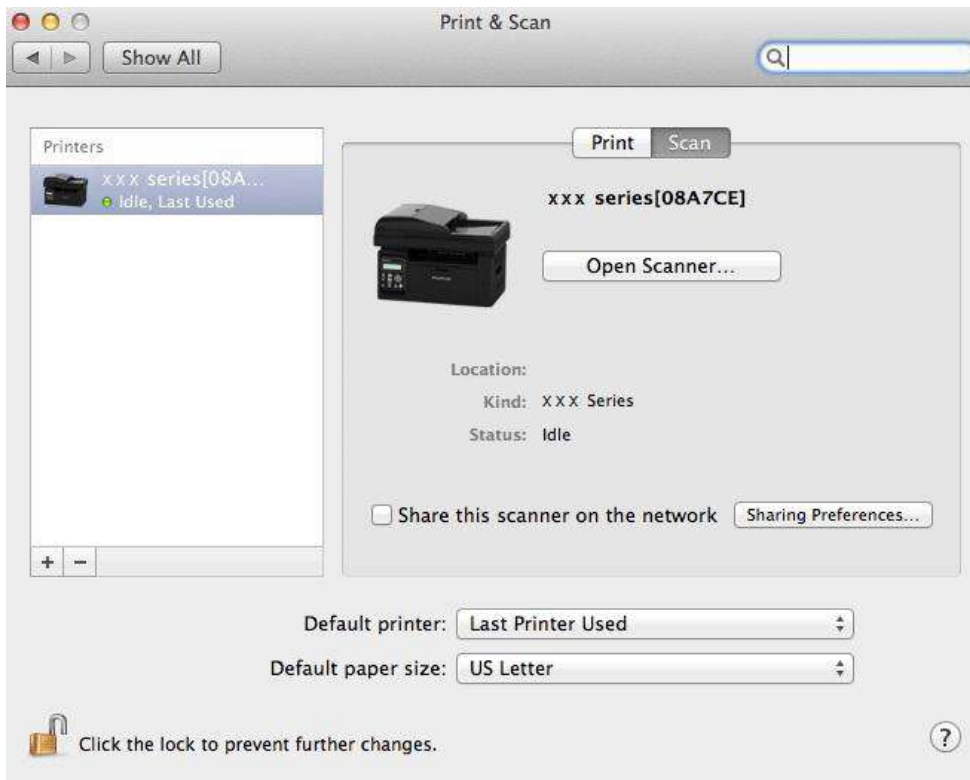 Print & Scan
Show All
Printers
xxx series[08A...
Idle, Last Used
Print Scan
xxx series[08A7CE]
Open Scanner...
Location:
Kind: XXX Series
Status: Idle
Share this scanner on the network Sharing Preferences...
+ −
Default printer: Last Printer Used
Default paper size: US Letter
Click the lock to prevent further changes.
?